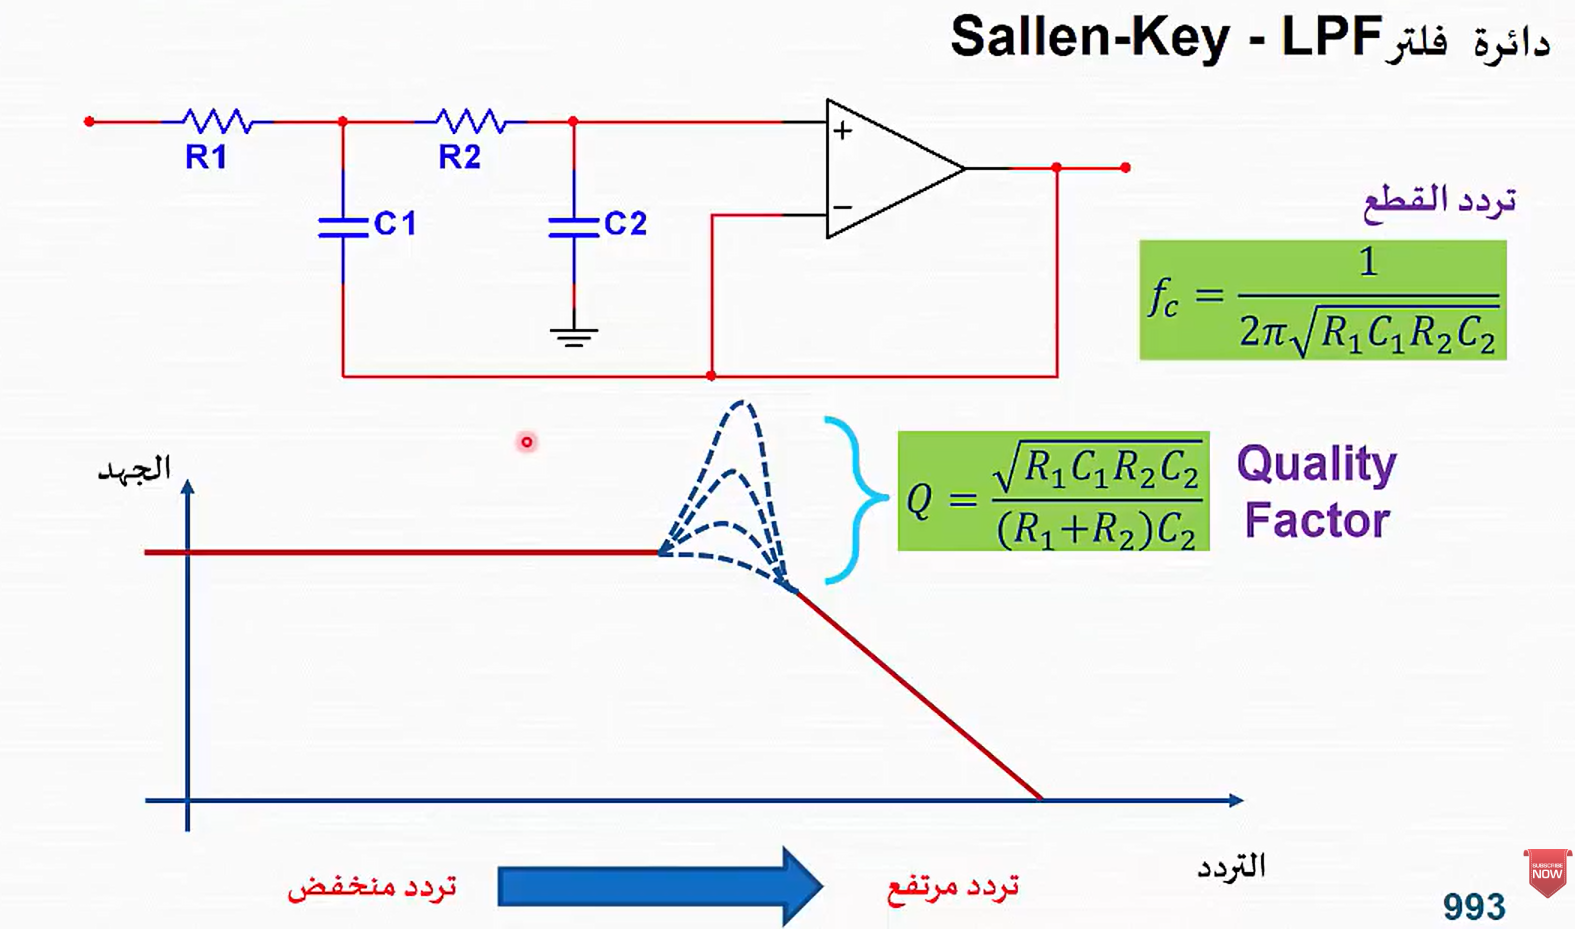 دائرة فلتر Sallen-Key - LPF
R1
R2
+
C1
C2
−
تردد القطع
f_c = 1 / 2π√(R₁C₁R₂C₂)
الجهد
Q = √(R₁C₁R₂C₂) / (R₁+R₂)C₂
Quality
Factor
التردد
تردد منخفض
تردد مرتفع
SUBSCRIBE
NOW
993